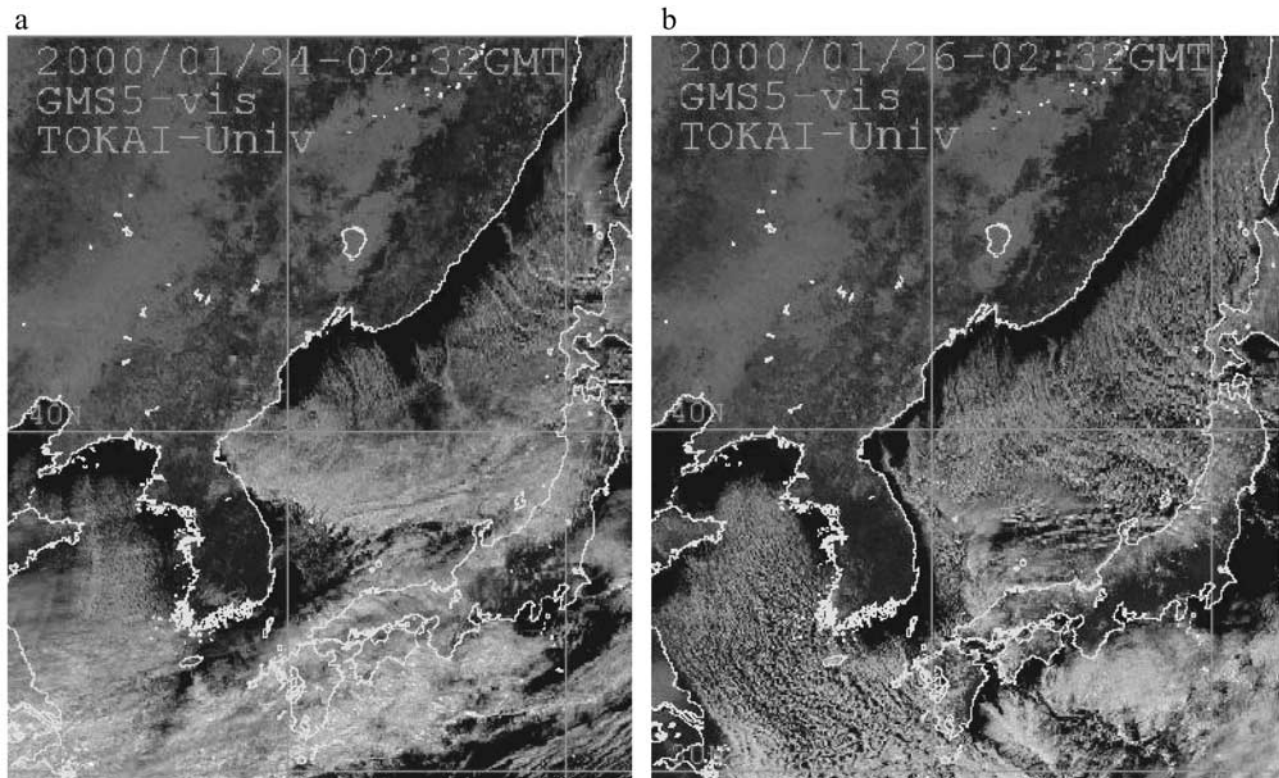 a
2000/01/24-02:32GMT
GMS5-vis
TOKAI-Univ
40N
b
2000/01/26-02:32GMT
GMS5-vis
TOKAI-Univ
40N